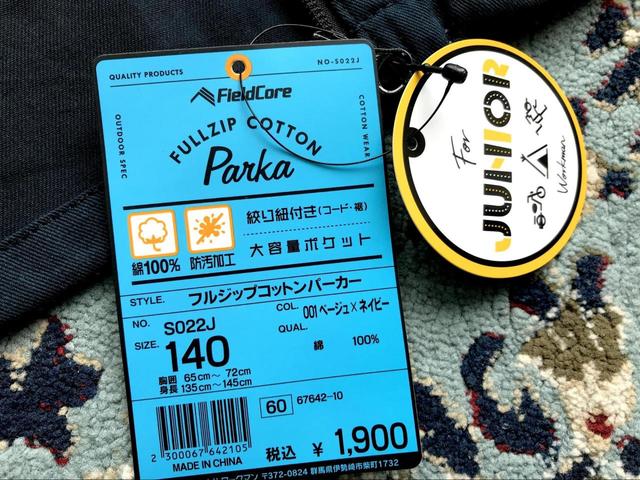 QUALITY PRODUCTS
NO-S022J
FieldCore
OUTDOOR SPEC
COTTON WEAR
FULLZIP COTTON
Parka
絞り紐付き(コード・裾)
大容量ポケット
綿100% 防汚加工
STYLE. フルジップコットンパーカー
NO. S022J
COL. 001 ベージュ×ネイビー
SIZE. 140
QUAL. 綿 100%
胸囲 65cm~ 72cm
身長 135cm~145cm
60 67642-10
2 300067 642105
MADE IN CHINA
税込 ¥1,900
ワークマン 〒372-0824 群馬県伊勢崎市柴町1732
For
JUNIOR
Workman